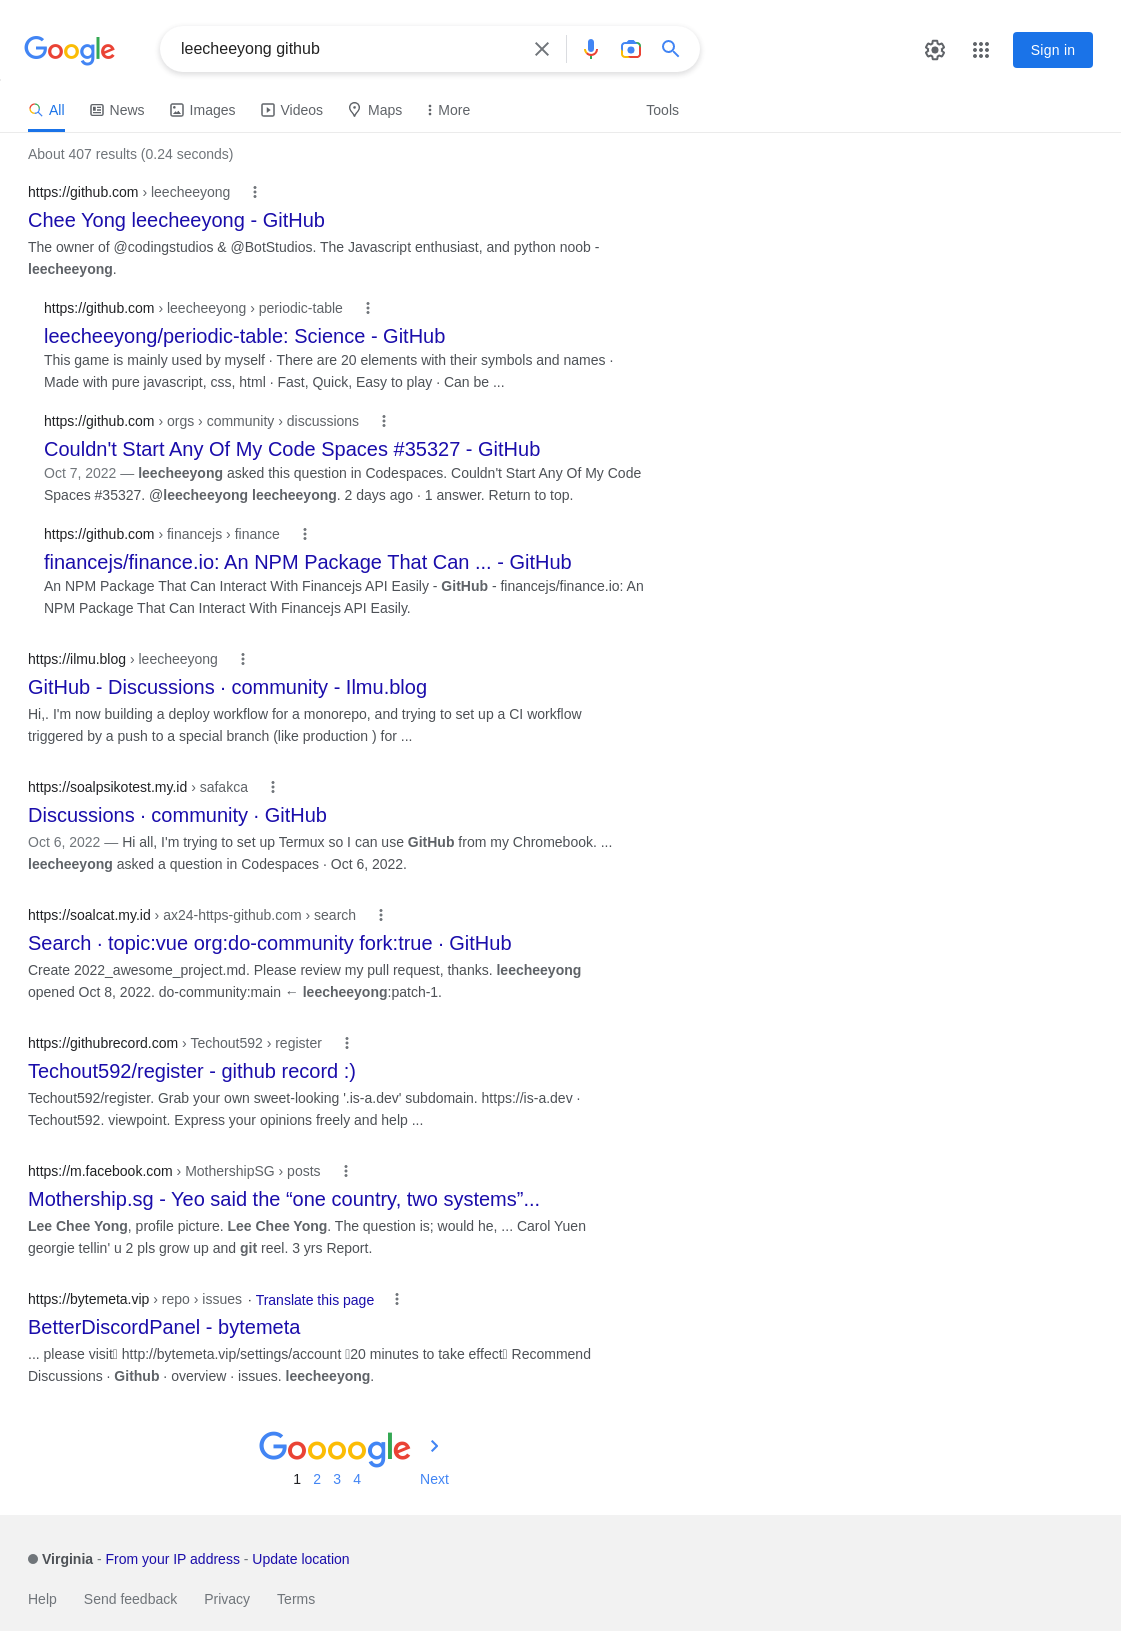 Google
leecheeyong github
Sign in
All News Images Videos Maps More Tools
About 407 results (0.24 seconds)
https://github.com › leecheeyong
Chee Yong leecheeyong - GitHub
The owner of @codingstudios & @BotStudios. The Javascript enthusiast, and python noob -
leecheeyong.
https://github.com › leecheeyong › periodic-table
leecheeyong/periodic-table: Science - GitHub
This game is mainly used by myself · There are 20 elements with their symbols and names ·
Made with pure javascript, css, html · Fast, Quick, Easy to play · Can be ...
https://github.com › orgs › community › discussions
Couldn't Start Any Of My Code Spaces #35327 - GitHub
Oct 7, 2022 — leecheeyong asked this question in Codespaces. Couldn't Start Any Of My Code
Spaces #35327. @leecheeyong leecheeyong. 2 days ago · 1 answer. Return to top.
https://github.com › financejs › finance
financejs/finance.io: An NPM Package That Can ... - GitHub
An NPM Package That Can Interact With Financejs API Easily - GitHub - financejs/finance.io: An
NPM Package That Can Interact With Financejs API Easily.
https://ilmu.blog › leecheeyong
GitHub - Discussions · community - Ilmu.blog
Hi,. I'm now building a deploy workflow for a monorepo, and trying to set up a CI workflow
triggered by a push to a special branch (like production ) for ...
https://soalpsikotest.my.id › safakca
Discussions · community · GitHub
Oct 6, 2022 — Hi all, I'm trying to set up Termux so I can use GitHub from my Chromebook. ...
leecheeyong asked a question in Codespaces · Oct 6, 2022.
https://soalcat.my.id › ax24-https-github.com › search
Search · topic:vue org:do-community fork:true · GitHub
Create 2022_awesome_project.md. Please review my pull request, thanks. leecheeyong
opened Oct 8, 2022. do-community:main ← leecheeyong:patch-1.
https://githubrecord.com › Techout592 › register
Techout592/register - github record :)
Techout592/register. Grab your own sweet-looking '.is-a.dev' subdomain. https://is-a.dev ·
Techout592. viewpoint. Express your opinions freely and help ...
https://m.facebook.com › MothershipSG › posts
Mothership.sg - Yeo said the “one country, two systems”...
Lee Chee Yong, profile picture. Lee Chee Yong. The question is; would he, ... Carol Yuen
georgie tellin' u 2 pls grow up and git reel. 3 yrs Report.
https://bytemeta.vip › repo › issues · Translate this page
BetterDiscordPanel - bytemeta
... please visit http://bytemeta.vip/settings/account 20 minutes to take effect Recommend
Discussions · Github · overview · issues. leecheeyong.
Goooogle
1 2 3 4 Next
Virginia - From your IP address - Update location
Help Send feedback Privacy Terms